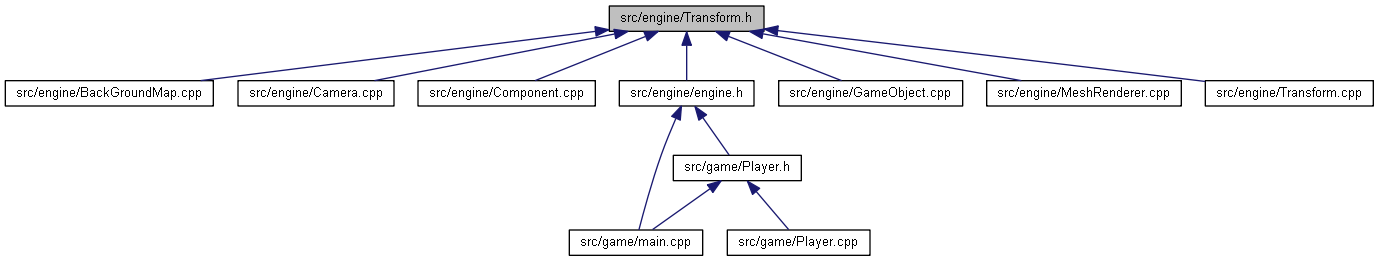 src/engine/Transform.h
src/engine/BackGroundMap.cpp
src/engine/Camera.cpp
src/engine/Component.cpp
src/engine/engine.h
src/engine/GameObject.cpp
src/engine/MeshRenderer.cpp
src/engine/Transform.cpp
src/game/Player.h
src/game/main.cpp
src/game/Player.cpp